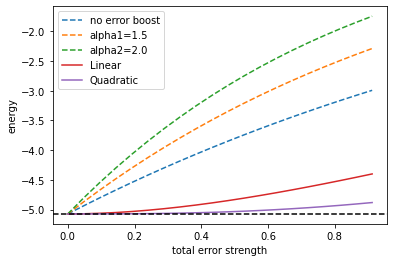 no error boost
alpha1=1.5
alpha2=2.0
Linear
Quadratic
−2.0
−2.5
−3.0
−3.5
−4.0
−4.5
−5.0
energy
0.0 0.2 0.4 0.6 0.8
total error strength